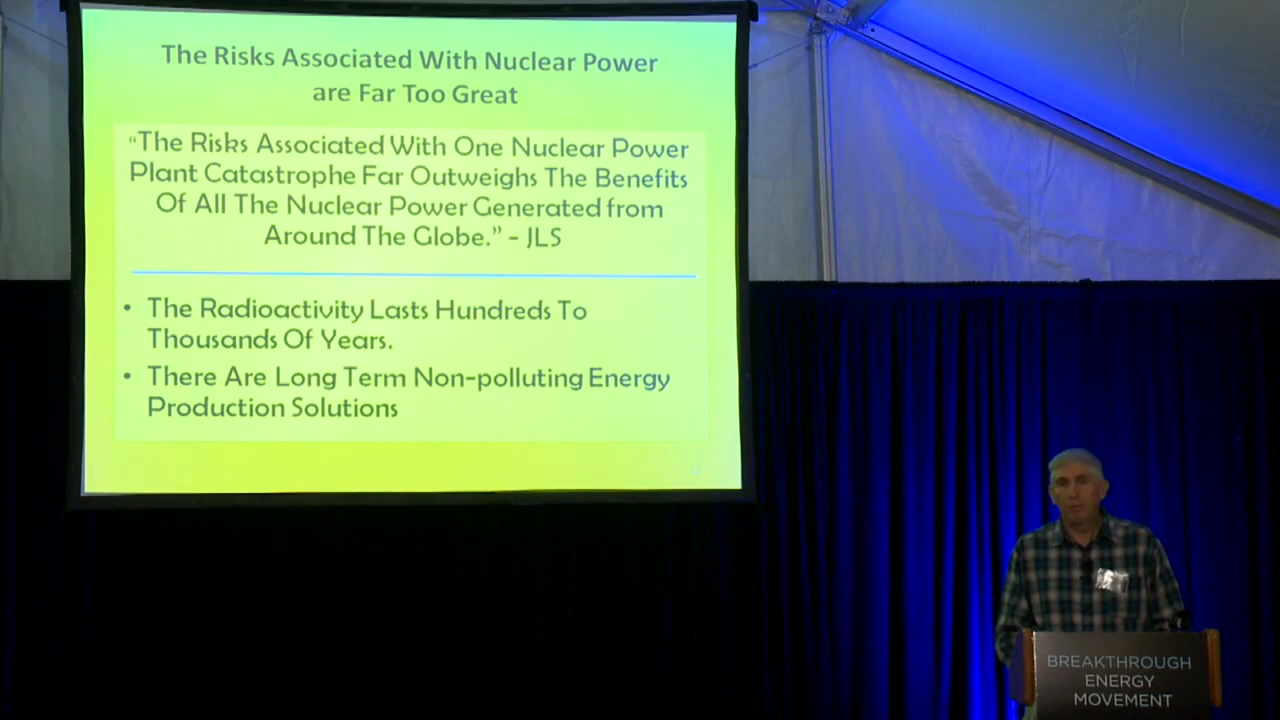 The Risks Associated With Nuclear Power
are Far Too Great
“The Risks Associated With One Nuclear Power
Plant Catastrophe Far Outweighs The Benefits
Of All The Nuclear Power Generated from
Around The Globe.” - JLS
• The Radioactivity Lasts Hundreds To
Thousands Of Years.
• There Are Long Term Non-polluting Energy
Production Solutions
BREAKTHROUGH
ENERGY
MOVEMENT